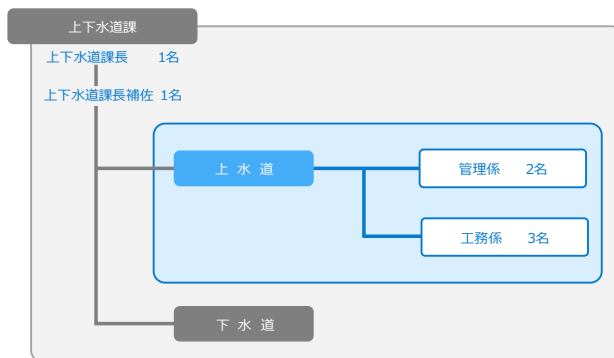 上下水道課
上下水道課長 1名
上下水道課長補佐 1名
上 水 道
管理係 2名
工務係 3名
下 水 道